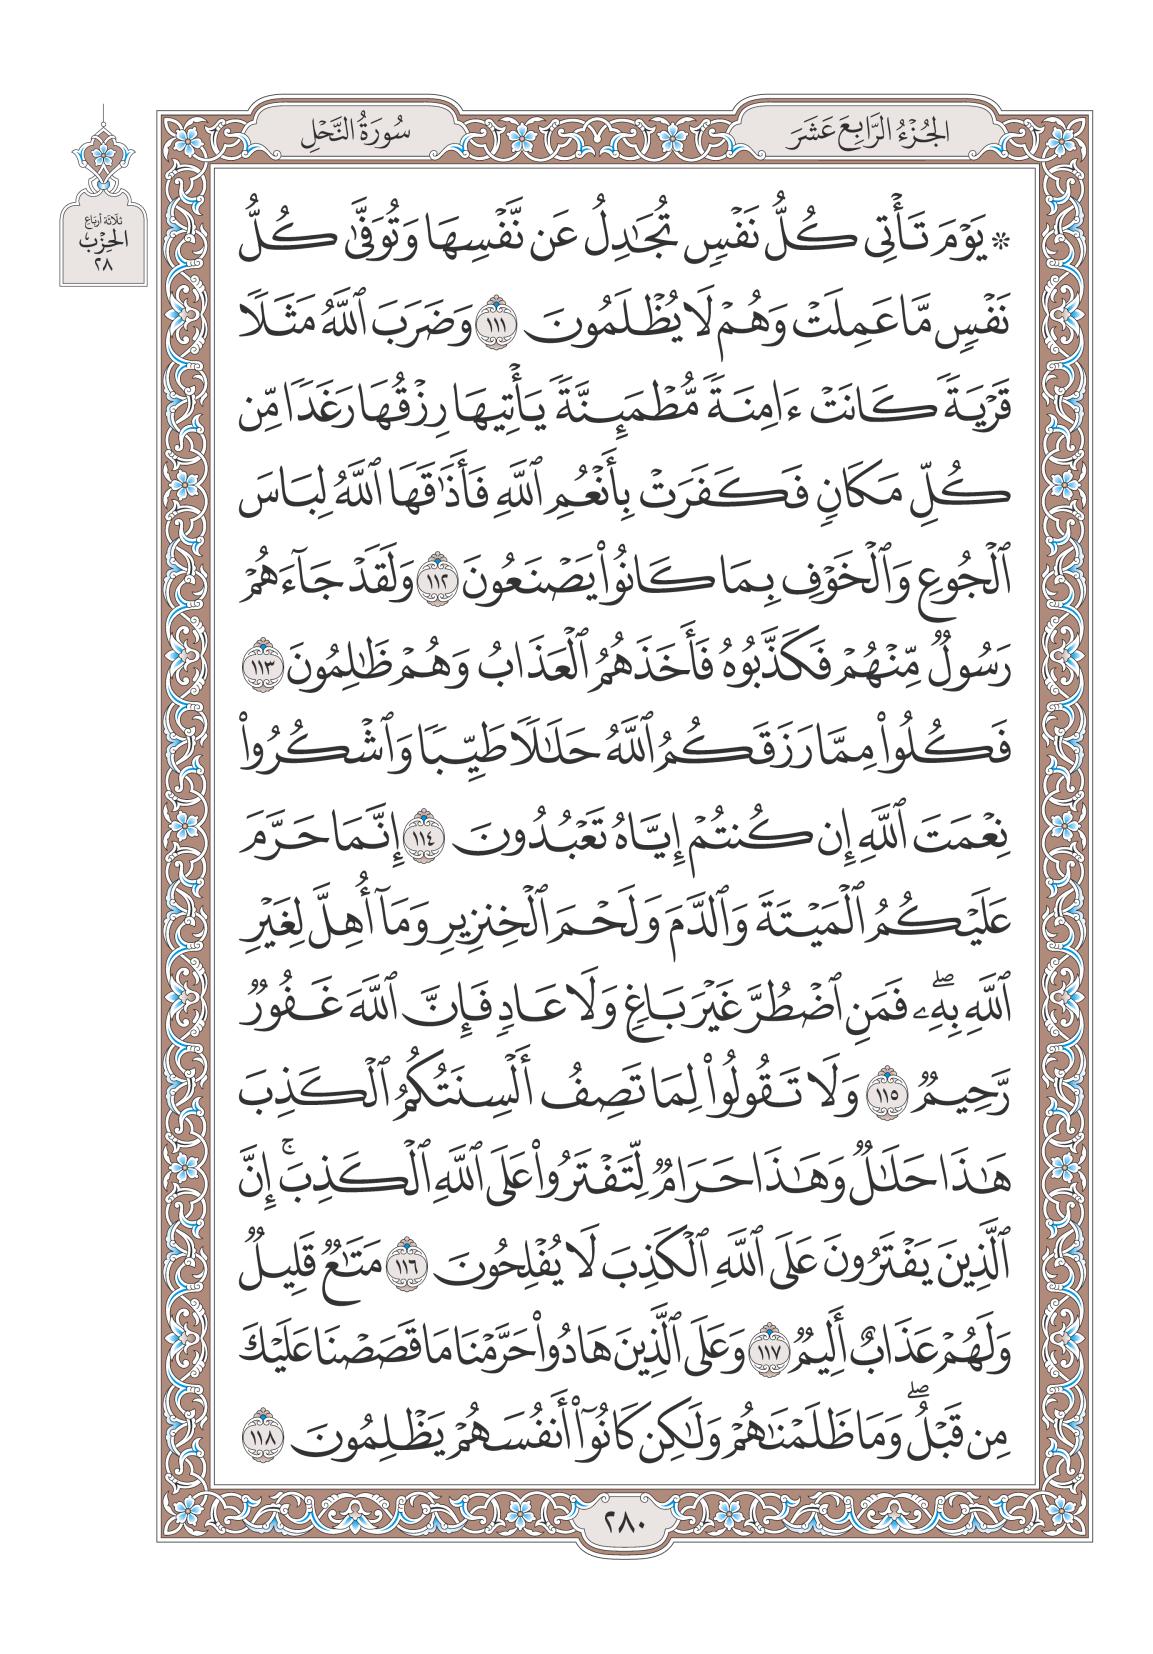 الجُزْءُ الرَّابِعَ عَشَرَ
سُورَةُ النَّحْلِ
ثلاثة أرباع
الحِزْب
٢٨
۞ يَوْمَ تَأْتِي كُلُّ نَفْسٖ تُجَٰدِلُ عَن نَّفْسِهَا وَتُوَفَّىٰ كُلُّ
نَفْسٖ مَّا عَمِلَتْ وَهُمْ لَا يُظْلَمُونَ ١١١ وَضَرَبَ ٱللَّهُ مَثَلٗا
قَرْيَةٗ كَانَتْ ءَامِنَةٗ مُّطْمَئِنَّةٗ يَأْتِيهَا رِزْقُهَا رَغَدٗا مِّن
كُلِّ مَكَانٖ فَكَفَرَتْ بِأَنْعُمِ ٱللَّهِ فَأَذَٰقَهَا ٱللَّهُ لِبَاسَ
ٱلْجُوعِ وَٱلْخَوْفِ بِمَا كَانُواْ يَصْنَعُونَ ١١٢ وَلَقَدْ جَآءَهُمْ
رَسُولٞ مِّنْهُمْ فَكَذَّبُوهُ فَأَخَذَهُمُ ٱلْعَذَابُ وَهُمْ ظَٰلِمُونَ ١١٣
فَكُلُواْ مِمَّا رَزَقَكُمُ ٱللَّهُ حَلَٰلٗا طَيِّبٗا وَٱشْكُرُواْ
نِعْمَتَ ٱللَّهِ إِن كُنتُمْ إِيَّاهُ تَعْبُدُونَ ١١٤ إِنَّمَا حَرَّمَ
عَلَيْكُمُ ٱلْمَيْتَةَ وَٱلدَّمَ وَلَحْمَ ٱلْخِنزِيرِ وَمَآ أُهِلَّ لِغَيْرِ
ٱللَّهِ بِهِۦۖ فَمَنِ ٱضْطُرَّ غَيْرَ بَاغٖ وَلَا عَادٖ فَإِنَّ ٱللَّهَ غَفُورٞ
رَّحِيمٞ ١١٥ وَلَا تَقُولُواْ لِمَا تَصِفُ أَلْسِنَتُكُمُ ٱلْكَذِبَ
هَٰذَا حَلَٰلٞ وَهَٰذَا حَرَامٞ لِّتَفْتَرُواْ عَلَى ٱللَّهِ ٱلْكَذِبَۚ إِنَّ
ٱلَّذِينَ يَفْتَرُونَ عَلَى ٱللَّهِ ٱلْكَذِبَ لَا يُفْلِحُونَ ١١٦ مَتَٰعٞ قَلِيلٞ
وَلَهُمْ عَذَابٌ أَلِيمٞ ١١٧ وَعَلَى ٱلَّذِينَ هَادُواْ حَرَّمْنَا مَا قَصَصْنَا عَلَيْكَ
مِن قَبْلُۖ وَمَا ظَلَمْنَٰهُمْ وَلَٰكِن كَانُوٓاْ أَنفُسَهُمْ يَظْلِمُونَ ١١٨
٢٨٠